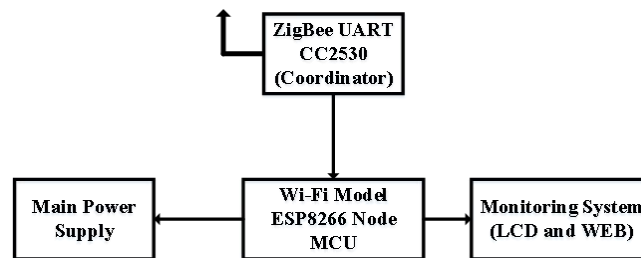 ZigBee UART
CC2530
(Coordinator)
Main Power
Supply
Wi-Fi Model
ESP8266 Node
MCU
Monitoring System
(LCD and WEB)